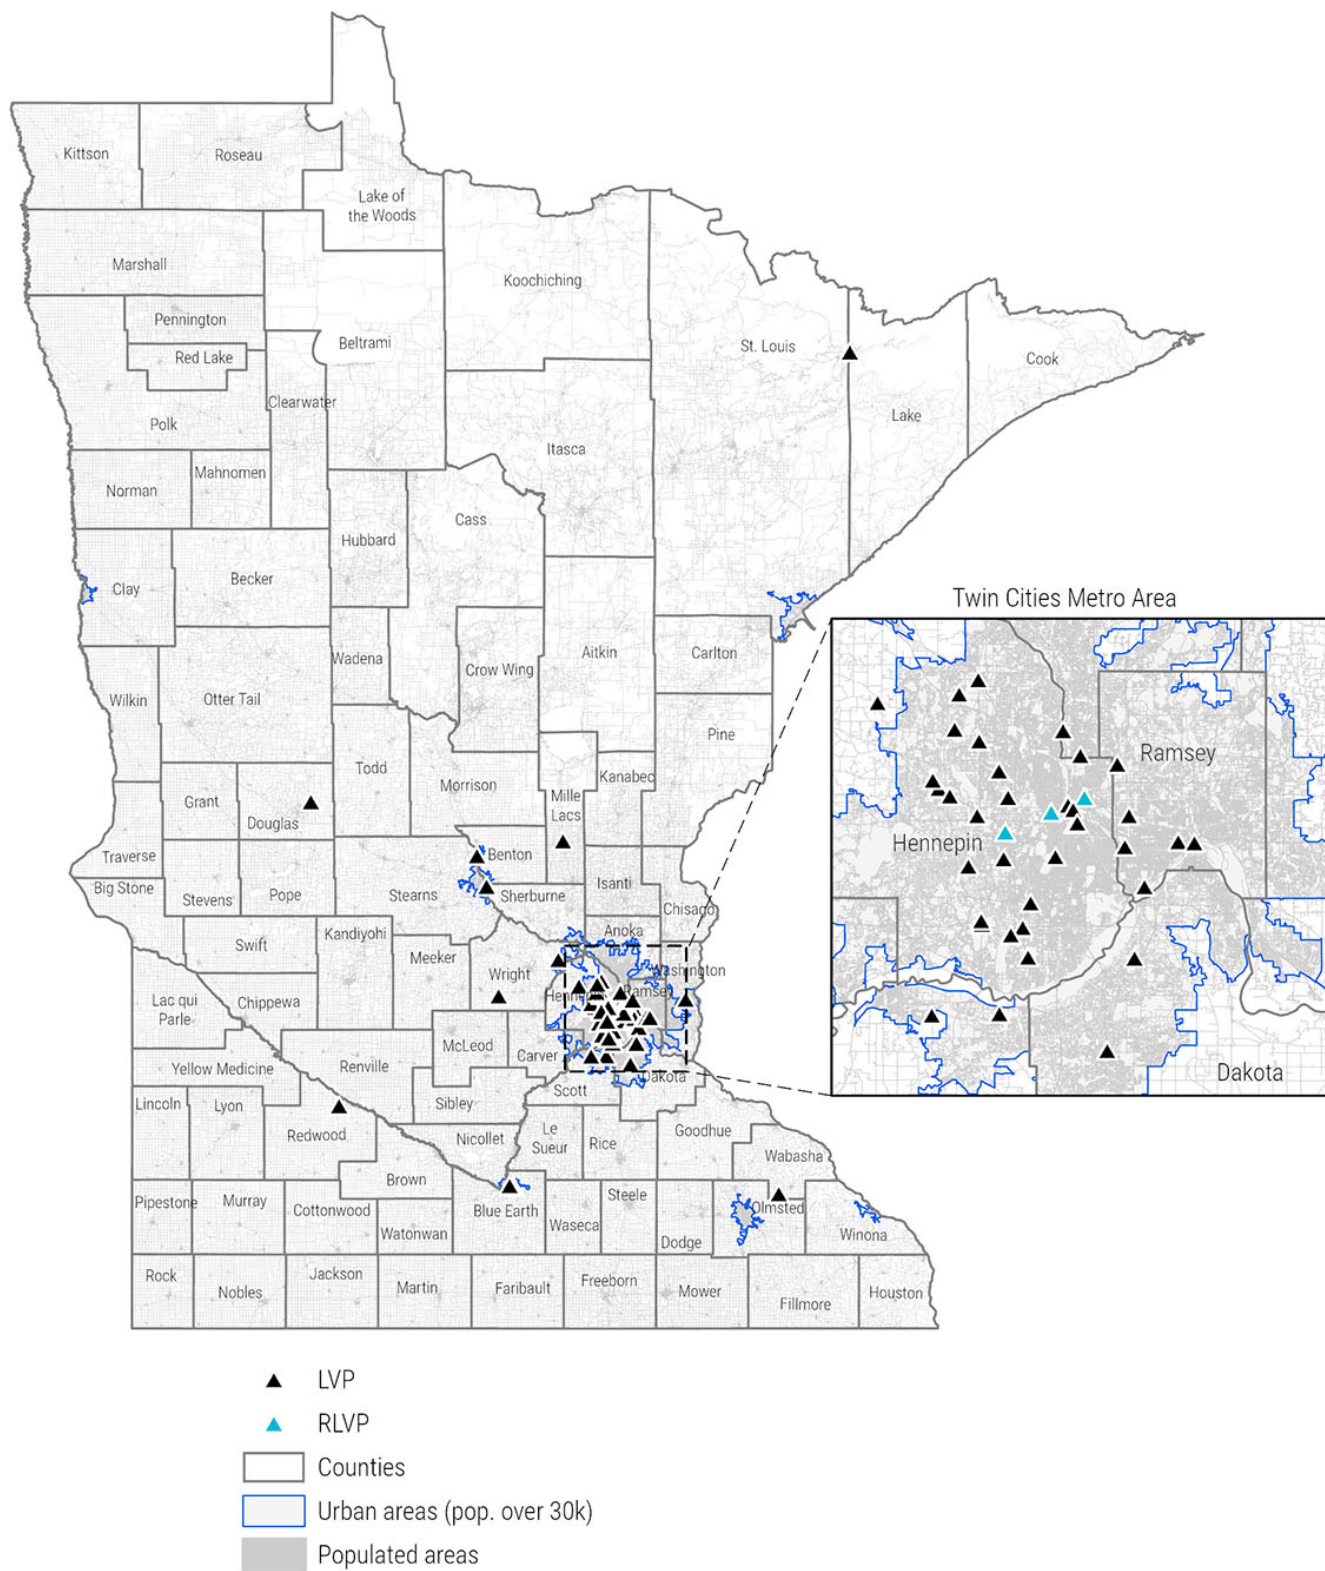 Kittson
Roseau
Lake of
the Woods
Marshall
Koochiching
Pennington
Beltrami
St. Louis
Red Lake
Cook
Clearwater
Lake
Polk
Itasca
Mahnomen
Norman
Cass
Hubbard
Becker
Clay
Twin Cities Metro Area
Wadena
Aitkin
Carlton
Crow Wing
Otter Tail
Wilkin
Pine
Ramsey
Todd
Kanabec
Morrison
Mille
Lacs
Grant
Douglas
Hennepin
Traverse
Benton
Big Stone
Stevens
Pope
Stearns
Sherburne
Isanti
Chisago
Kandiyohi
Anoka
Swift
Meeker
Wright
Washington
Hennepin
Ramsey
Lac qui
Parle
Chippewa
McLeod
Carver
Renville
Yellow Medicine
Dakota
Dakota
Scott
Lincoln
Lyon
Sibley
Redwood
Nicollet
Le
Sueur
Rice
Goodhue
Wabasha
Brown
Pipestone
Murray
Cottonwood
Blue Earth
Steele
Olmsted
Waseca
Watonwan
Dodge
Winona
Rock
Nobles
Jackson
Martin
Faribault
Freeborn
Mower
Fillmore
Houston
LVP
RLVP
Counties
Urban areas (pop. over 30k)
Populated areas